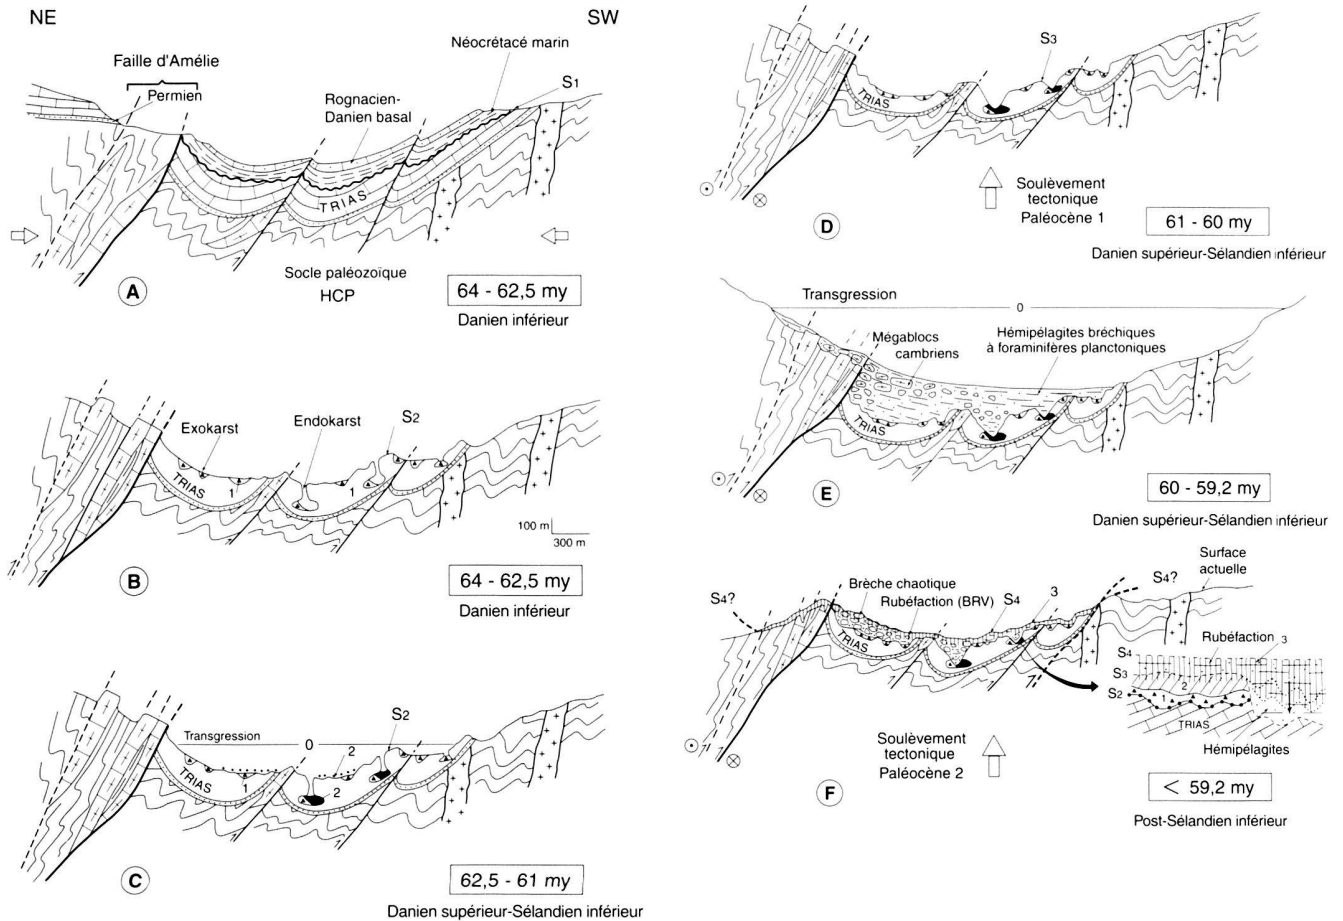 NE
SW
Néocrétacé marin
Faille d'Amélie
Permien
S1
Rognacien-
Danien basal
TRIAS
Socle paléozoïque
HCP
A
64 - 62,5 my
Danien inférieur
Exokarst
Endokarst
S2
TRIAS
1
1
100 m
300 m
B
64 - 62,5 my
Danien inférieur
S2
Transgression
0
2
TRIAS
1
2
C
62,5 - 61 my
Danien supérieur-Sélandien inférieur
S3
TRIAS
Soulèvement
tectonique
Paléocène 1
D
61 - 60 my
Danien supérieur-Sélandien inférieur
Transgression
0
Mégablocs
cambriens
Hémipélagites bréchiques
à foraminifères planctoniques
TRIAS
E
60 - 59,2 my
Danien supérieur-Sélandien inférieur
Surface
actuelle
Brèche chaotique
S4?
S4?
Rubéfaction (BRV)
S4
3
TRIAS
Rubéfaction
3
S4
S3
2
S2
1
TRIAS
Hémipélagites
Soulèvement
tectonique
Paléocène 2
F
< 59,2 my
Post-Sélandien inférieur